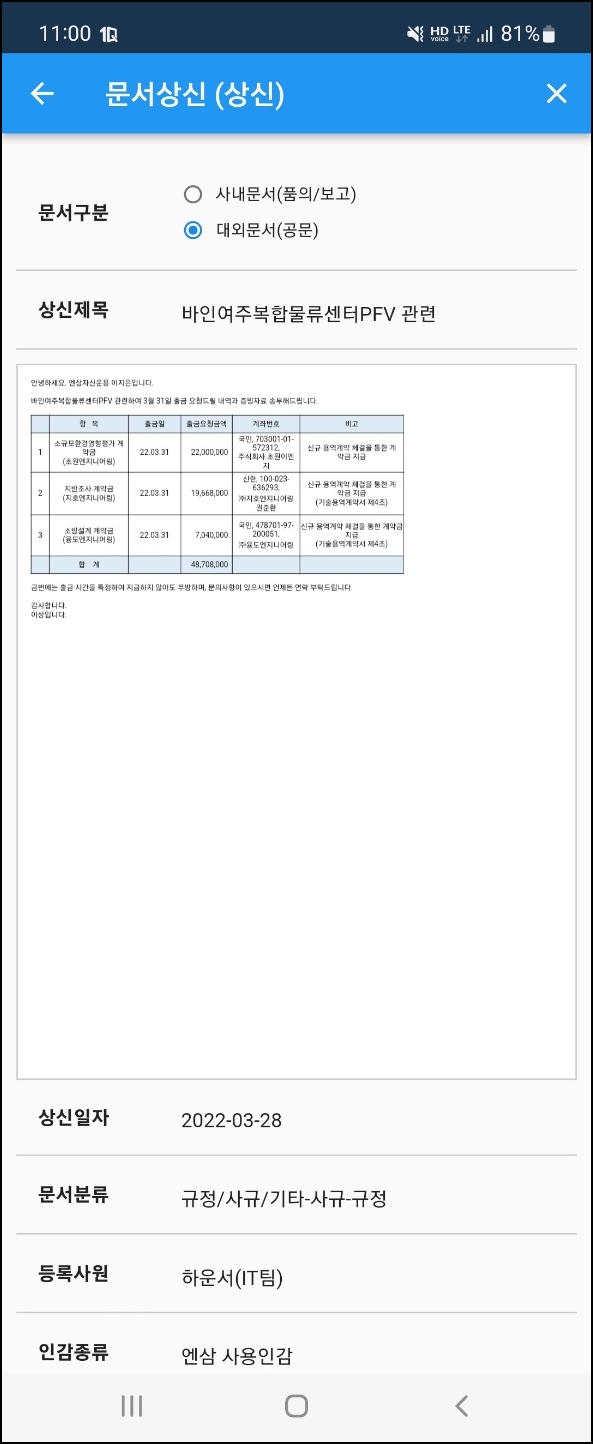 11:00 1Q HD voice LTE 81%
문서상신 (상신)
문서구분
사내문서(품의/보고)
대외문서(공문)
상신제목 바인여주복합물류센터PFV 관련
안녕하세요. 엔상자산운용 이지은입니다.
바인여주복합물류센터PFV 관련하여 3월 31일 출금 요청드릴 내역과 증빙자료 송부해드립니다.
항 목 출금일 출금요청금액 계좌번호 비고
1 소규모환경영향평가 계약금 (초원엔지니어링) 22.03.31 22,000,000 국민, 703001-01-572312, 주식회사 초원이엔지 신규 용역계약 체결을 통한 계약금 지급
2 지반조사 계약금 (지호엔지니어링) 22.03.31 19,668,000 신한, 100-023-636293, ㈜지호엔지니어링 권준환 신규 용역계약 체결을 통한 계약금 지급 (기술용역계약서 제4조)
3 소방설계 계약금 (융도엔지니어링) 22.03.31 7,040,000 국민, 478701-97-200051, ㈜융도엔지니어링 신규 용역계약 체결을 통한 계약금 지급 (기술용역계약서 제4조)
합 계 48,708,000
금번에는 출금 시간을 특정하여 지급하지 않아도 무방하며, 문의사항이 있으시면 언제든 연락 부탁드립니다.
감사합니다.
이상입니다.
상신일자 2022-03-28
문서분류 규정/사규/기타-사규-규정
등록사원 하운서(IT팀)
인감종류 엔삼 사용인감